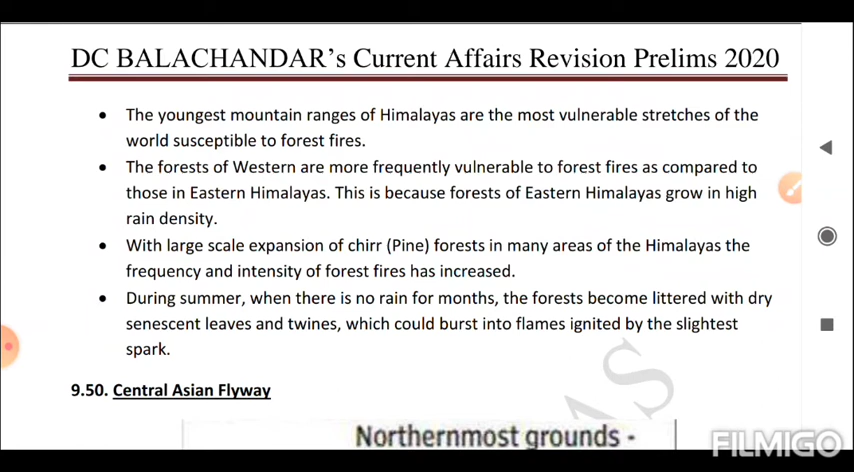 DC BALACHANDAR's Current Affairs Revision Prelims 2020
• The youngest mountain ranges of Himalayas are the most vulnerable stretches of the
world susceptible to forest fires.
• The forests of Western are more frequently vulnerable to forest fires as compared to
those in Eastern Himalayas. This is because forests of Eastern Himalayas grow in high
rain density.
• With large scale expansion of chirr (Pine) forests in many areas of the Himalayas the
frequency and intensity of forest fires has increased.
• During summer, when there is no rain for months, the forests become littered with dry
senescent leaves and twines, which could burst into flames ignited by the slightest
spark.
9.50. Central Asian Flyway
Northernmost grounds -
FILMIGO